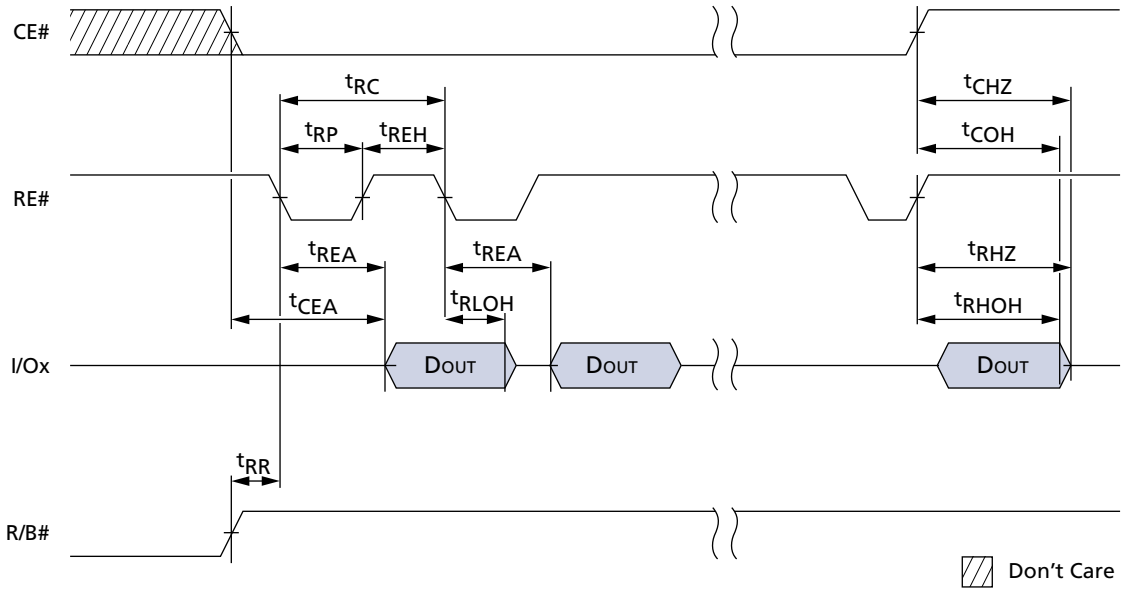 CE#
tRC
tCHZ
tRP
tREH
tCOH
RE#
tREA
tREA
tRHZ
tCEA
tRLOH
tRHOH
I/Ox
DOUT
DOUT
DOUT
tRR
R/B#
Don't Care